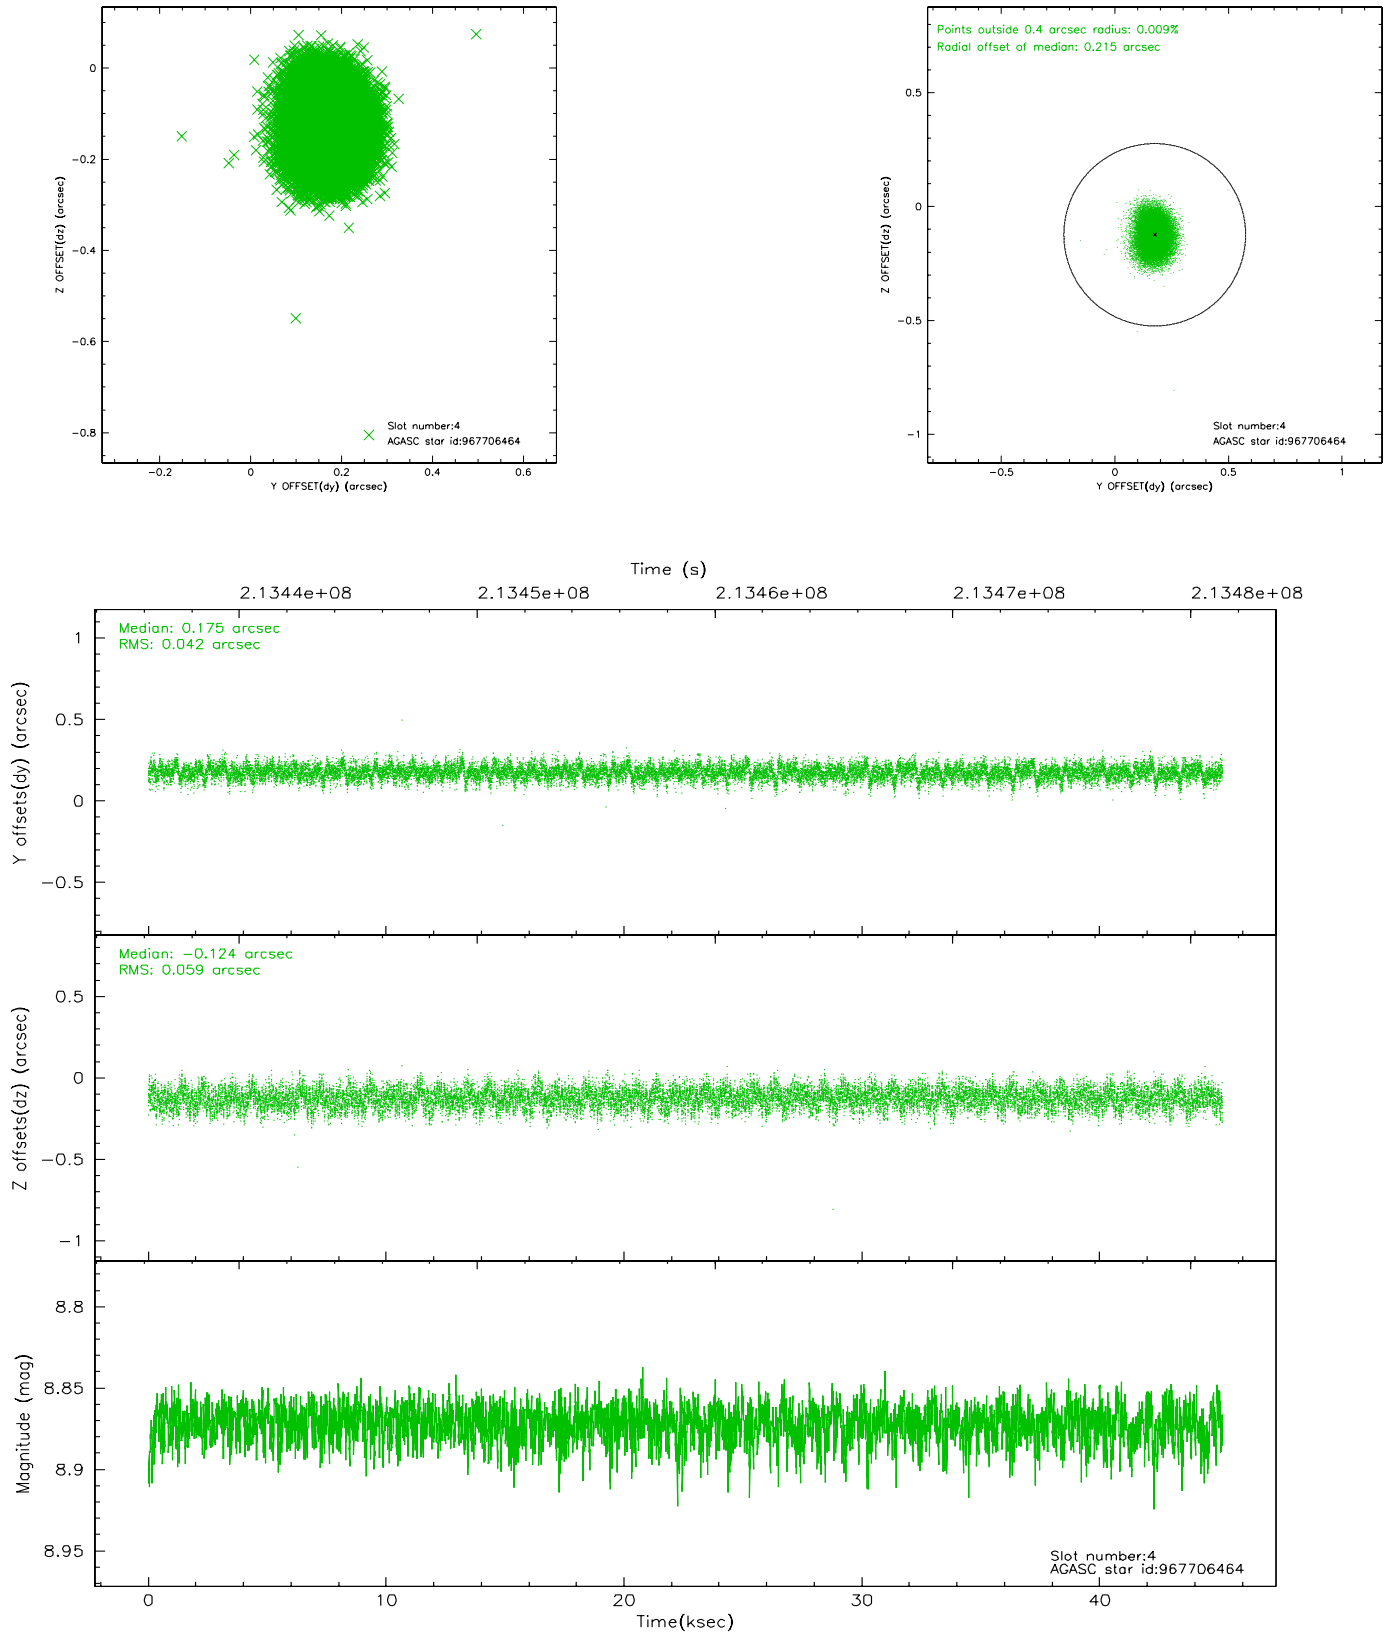 0
−0.2
−0.4
−0.6
−0.8
Z OFFSET(dz) (arcsec)
Slot number:4
AGASC star id:967706464
−0.2 0 0.2 0.4 0.6
Y OFFSET(dy) (arcsec)
Points outside 0.4 arcsec radius: 0.009%
Radial offset of median: 0.215 arcsec
0.5
0
−0.5
−1
Z OFFSET(dz) (arcsec)
Slot number:4
AGASC star id:967706464
−0.5 0 0.5 1
Y OFFSET(dy) (arcsec)
Time (s)
2.1344e+08 2.1345e+08 2.1346e+08 2.1347e+08 2.1348e+08
Median: 0.175 arcsec
RMS: 0.042 arcsec
1
0.5
0
−0.5
Y offsets(dy) (arcsec)
Median: −0.124 arcsec
RMS: 0.059 arcsec
0.5
0
−0.5
−1
Z offsets(dz) (arcsec)
8.8
8.85
8.9
8.95
Magnitude (mag)
Slot number:4
AGASC star id:967706464
0 10 20 30 40
Time(ksec)